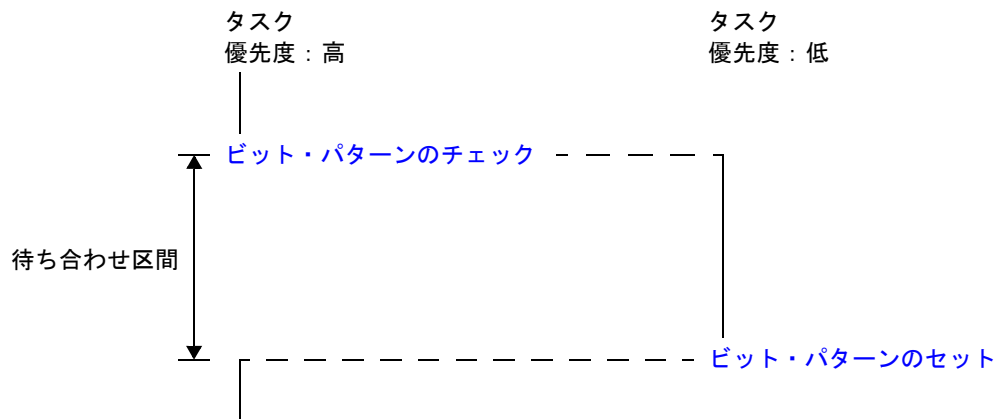 タスク
優先度：高
タスク
優先度：低
ビット・パターンのチェック
待ち合わせ区間
ビット・パターンのセット